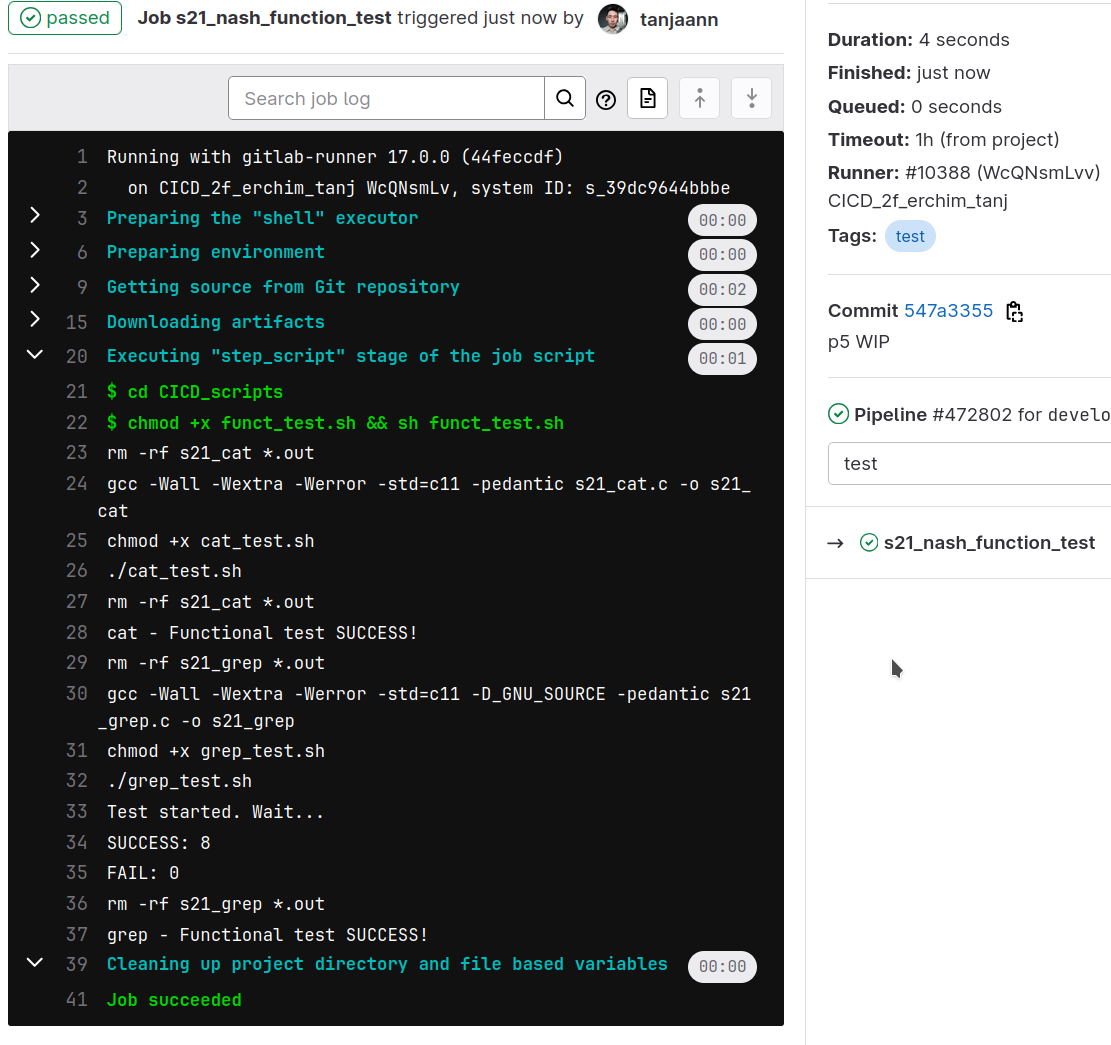 passed Job s21_nash_function_test triggered just now by tanjaann
Search job log
1 Running with gitlab-runner 17.0.0 (44feccdf)
2 on CICD_2f_erchim_tanj WcQNsmLv, system ID: s_39dc9644bbbe
3 Preparing the "shell" executor 00:00
6 Preparing environment 00:00
9 Getting source from Git repository 00:02
15 Downloading artifacts 00:00
20 Executing "step_script" stage of the job script 00:01
21 $ cd CICD_scripts
22 $ chmod +x funct_test.sh && sh funct_test.sh
23 rm -rf s21_cat *.out
24 gcc -Wall -Wextra -Werror -std=c11 -pedantic s21_cat.c -o s21_
cat
25 chmod +x cat_test.sh
26 ./cat_test.sh
27 rm -rf s21_cat *.out
28 cat - Functional test SUCCESS!
29 rm -rf s21_grep *.out
30 gcc -Wall -Wextra -Werror -std=c11 -D_GNU_SOURCE -pedantic s21
_grep.c -o s21_grep
31 chmod +x grep_test.sh
32 ./grep_test.sh
33 Test started. Wait...
34 SUCCESS: 8
35 FAIL: 0
36 rm -rf s21_grep *.out
37 grep - Functional test SUCCESS!
39 Cleaning up project directory and file based variables 00:00
41 Job succeeded
Duration: 4 seconds
Finished: just now
Queued: 0 seconds
Timeout: 1h (from project)
Runner: #10388 (WcQNsmLvv)
CICD_2f_erchim_tanj
Tags: test
Commit 547a3355
p5 WIP
Pipeline #472802 for develo
test
→ s21_nash_function_test